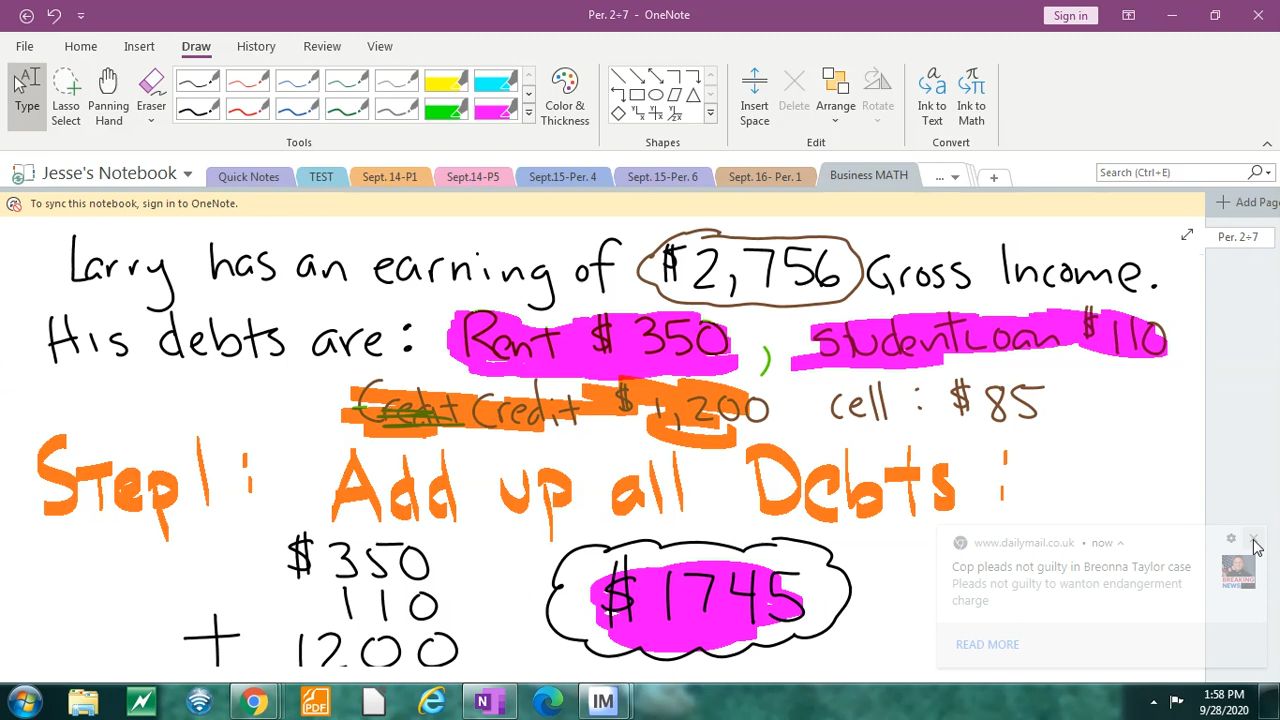 Per. 2÷7 - OneNote
Sign in
File Home Insert Draw History Review View
Type
Lasso Select
Panning Hand
Eraser
Color & Thickness
Insert Space
Delete
Arrange
Rotate
Ink to Text
Ink to Math
Tools
Shapes
Edit
Convert
Jesse's Notebook
Quick Notes
TEST
Sept. 14-P1
Sept.14-P5
Sept.15-Per. 4
Sept. 15-Per. 6
Sept. 16- Per. 1
Business MATH
...
Search (Ctrl+E)
To sync this notebook, sign in to OneNote.
Add Page
Per. 2÷7
Larry has an earning of $2,756 Gross Income.
His debts are: Rent $350, student Loan $110
Credit $1,200 cell: $85
Step 1: Add up all Debts:
$350
110
+ 1200
$1745
www.dailymail.co.uk • now
Cop pleads not guilty in Breonna Taylor case
Pleads not guilty to wanton endangerment
charge
BREAKING NEWS
READ MORE
IM
1:58 PM
9/28/2020